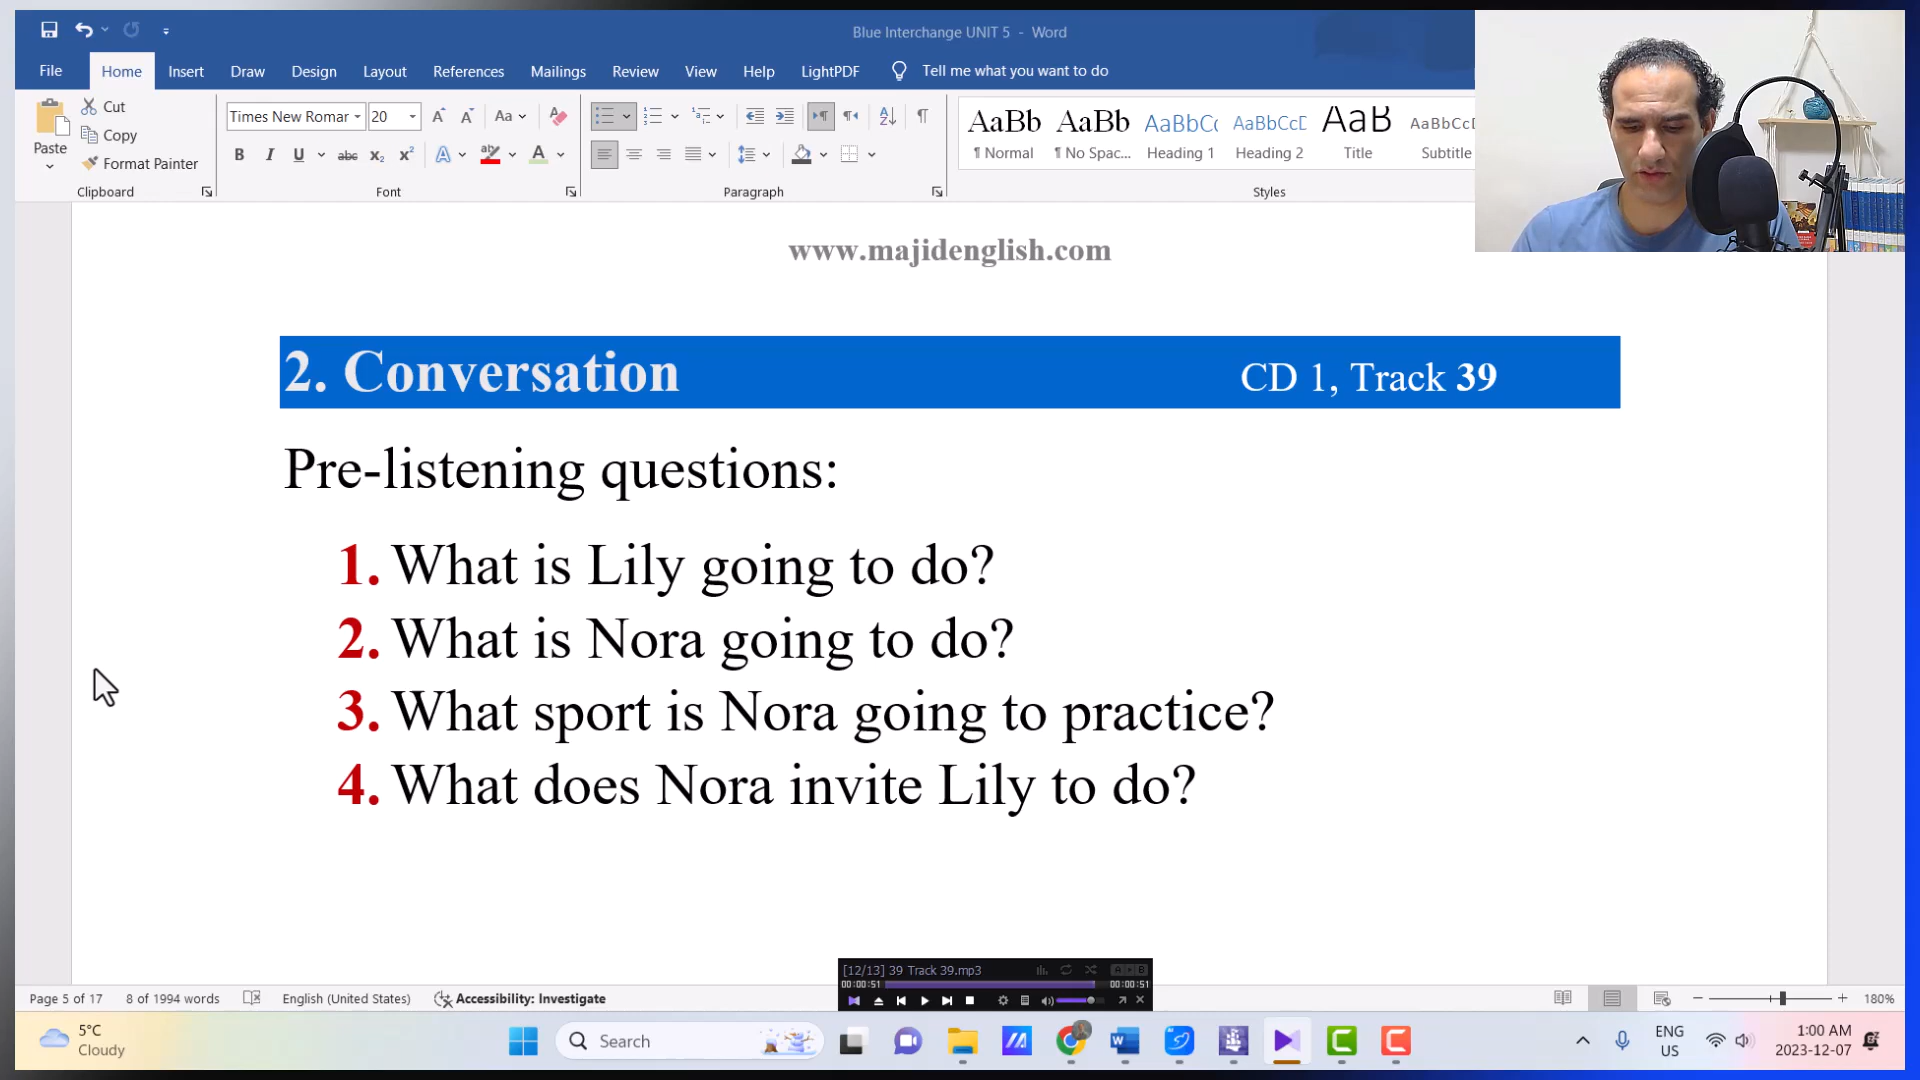 Blue Interchange UNIT 5 - Word
File Home Insert Draw Design Layout References Mailings Review View Help LightPDF Tell me what you want to do
Paste
Cut
Copy
Format Painter
Clipboard
Times New Romar 20
Font
Paragraph
AaBb AaBb AaBbC AaBbCcD AaB AaBbCcD
¶ Normal ¶ No Spac... Heading 1 Heading 2 Title Subtitle
Styles
www.majidenglish.com
2. Conversation CD 1, Track 39
Pre-listening questions:
1. What is Lily going to do?
2. What is Nora going to do?
3. What sport is Nora going to practice?
4. What does Nora invite Lily to do?
[12/13] 39 Track 39.mp3
00:00:51 00:00:51
Page 5 of 17 8 of 1994 words English (United States) Accessibility: Investigate 180%
5°C
Cloudy
Search
ENG
US
1:00 AM
2023-12-07